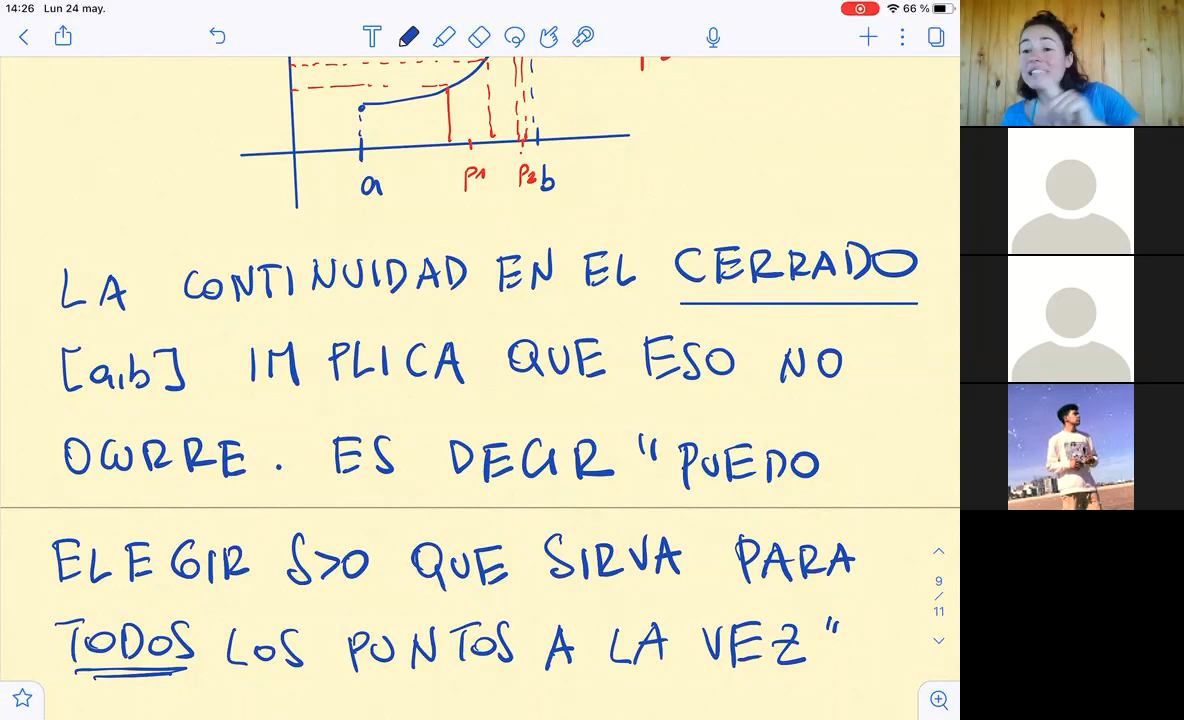 14:26 Lun 24 may.
66 %
a
p1
p2
b
LA CONTINUIDAD EN EL CERRADO
[a,b] IMPLICA QUE ESO NO
OCURRE. ES DECIR "PUEDO
ELEGIR δ>0 QUE SIRVA PARA
TODOS LOS PUNTOS A LA VEZ"
9
/
11